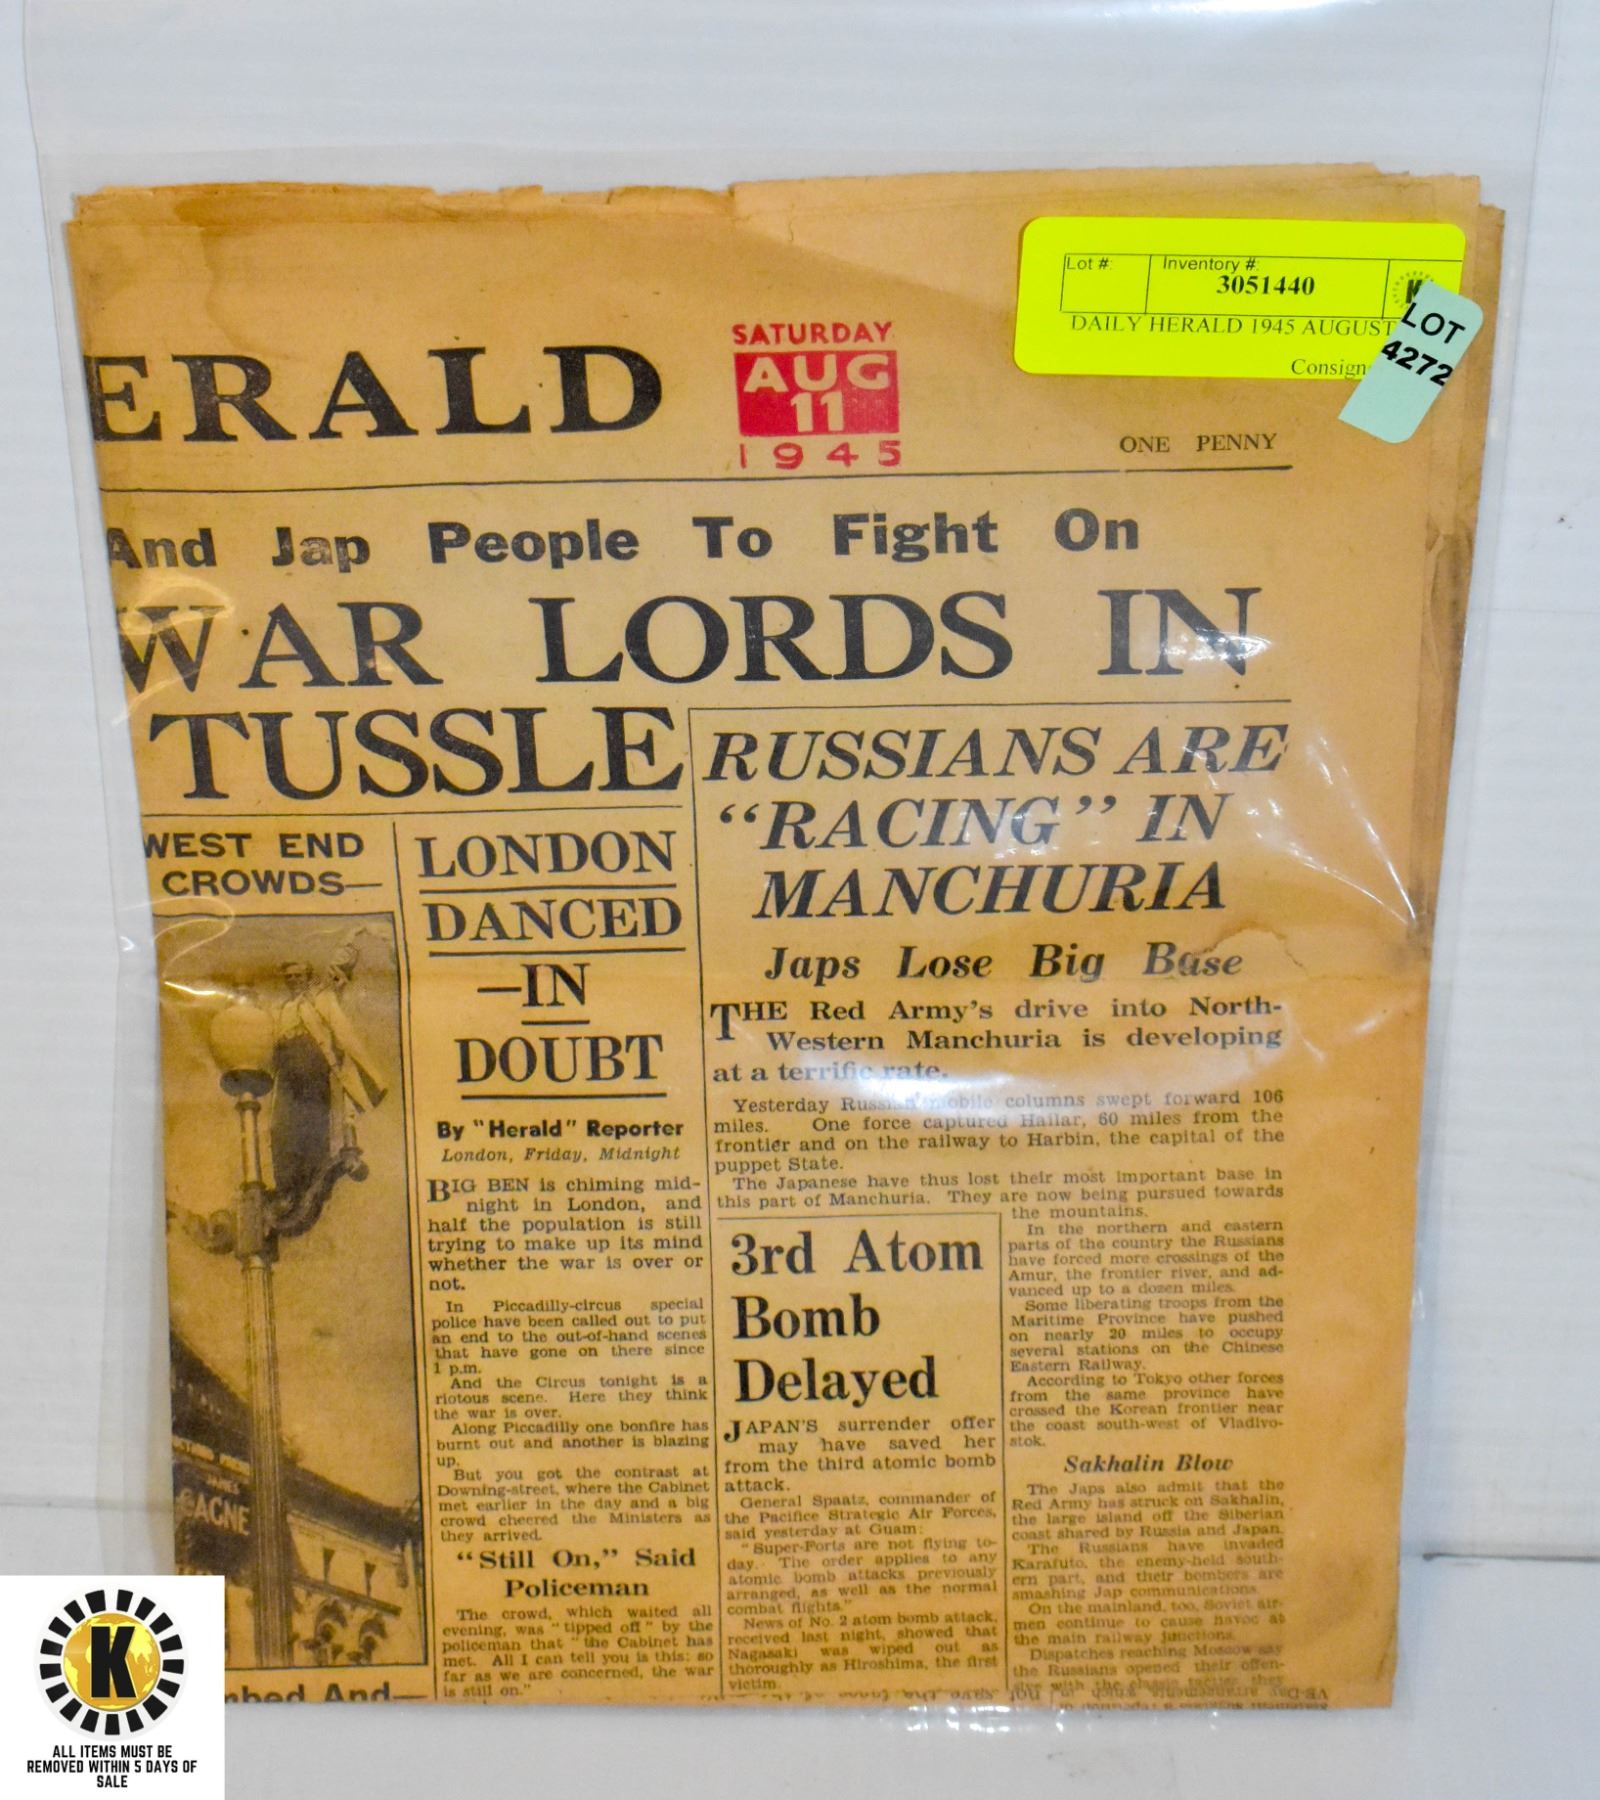 Lot #:
Inventory #:
3051440
DAILY HERALD 1945 AUGUST
Consign
LOT
4272
ERALD
SATURDAY
AUG
11
1945
ONE PENNY
And Jap People To Fight On
WAR LORDS IN
TUSSLE
WEST END
CROWDS—
LONDON
DANCED
—IN
DOUBT
By "Herald" Reporter
London, Friday, Midnight
BIG BEN is chiming mid-
night in London, and
half the population is still
trying to make up its mind
whether the war is over or
not.
In Piccadilly-circus special
police have been called out to put
an end to the out-of-hand scenes
that have gone on there since
1 p.m.
And the Circus tonight is a
riotous scene. Here they think
the war is over.
Along Piccadilly one bonfire has
burnt out and another is blazing
up.
But you got the contrast at
Downing-street, where the Cabinet
met earlier in the day and a big
crowd cheered the Ministers as
they arrived.
"Still On," Said
Policeman
The crowd, which waited all
evening, was "tipped off" by the
policeman that "the Cabinet has
met. All I can tell you is this: so
far as we are concerned, the war
is still on."
RUSSIANS ARE
"RACING" IN
MANCHURIA
Japs Lose Big Base
THE Red Army's drive into North-
Western Manchuria is developing
at a terrific rate.
Yesterday Russian mobile columns swept forward 106
miles. One force captured Hailar, 60 miles from the
frontier and on the railway to Harbin, the capital of the
puppet State.
The Japanese have thus lost their most important base in
this part of Manchuria. They are now being pursued towards
the mountains.
In the northern and eastern
parts of the country the Russians
have forced more crossings of the
Amur, the frontier river, and ad-
vanced up to a dozen miles.
Some liberating troops from the
Maritime Province have pushed
on nearly 20 miles to occupy
several stations on the Chinese
Eastern Railway.
According to Tokyo other forces
from the same province have
crossed the Korean frontier near
the coast south-west of Vladivo-
stok.
Sakhalin Blow
The Japs also admit that the
Red Army has struck on Sakhalin,
the large island off the Siberian
coast shared by Russia and Japan.
The Russians have invaded
Karafuto, the enemy-held south-
ern part, and their bombers are
smashing Jap communications.
On the mainland, too, Soviet air-
men continue to cause havoc at
the main railway junctions.
Dispatches reaching Moscow say
the Russians opened their offen-
sive with the classic tactics they
3rd Atom
Bomb
Delayed
JAPAN'S surrender offer
may have saved her
from the third atomic bomb
attack.
General Spaatz, commander of
the Pacifice Strategic Air Forces,
said yesterday at Guam:
"Super-Forts are not flying to-
day. The order applies to any
atomic bomb attacks previously
arranged, as well as the normal
combat flights."
News of No. 2 atom bomb attack,
received last night, showed that
Nagasaki was wiped out as
thoroughly as Hiroshima, the first
victim.
GAGNE
And—
K
ALL ITEMS MUST BE
REMOVED WITHIN 5 DAYS OF
SALE